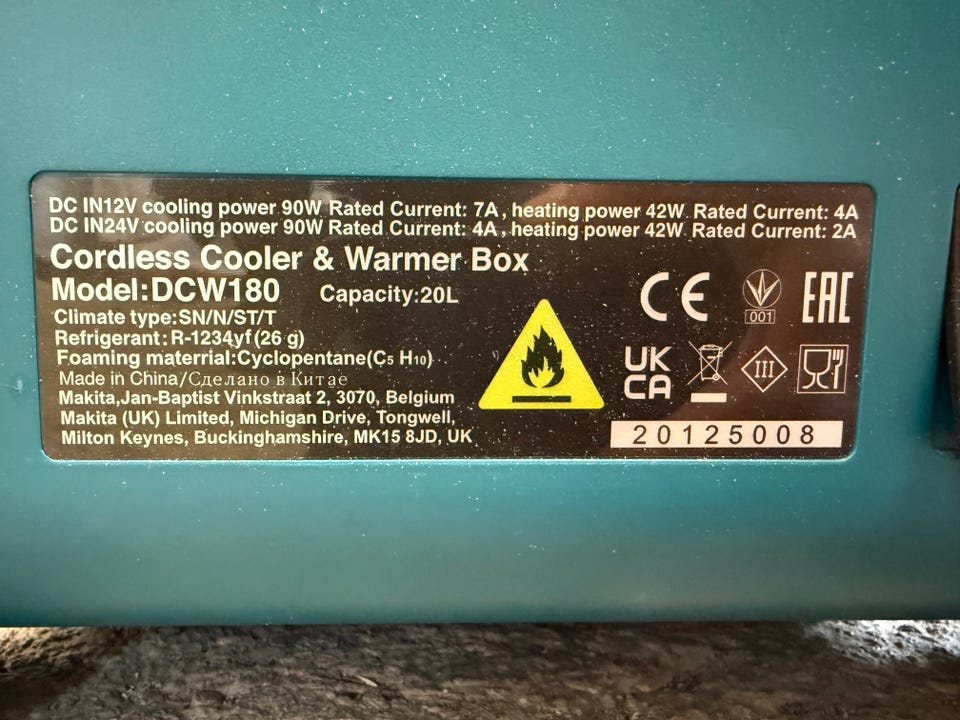 DC IN12V cooling power 90W Rated Current: 7A, heating power 42W Rated Current: 4A
DC IN24V cooling power 90W Rated Current: 4A, heating power 42W Rated Current: 2A
Cordless Cooler & Warmer Box
Model:DCW180 Capacity:20L
Climate type:SN/N/ST/T
Refrigerant: R-1234yf(26 g)
Foaming materrial:Cyclopentane(C₅ H₁₀)
Made in China/Сделано в Китае
Makita,Jan-Baptist Vinkstraat 2, 3070, Belgium
Makita (UK) Limited, Michigan Drive, Tongwell,
Milton Keynes, Buckinghamshire, MK15 8JD, UK
CE
001
EAC
UK
CA
III
20125008